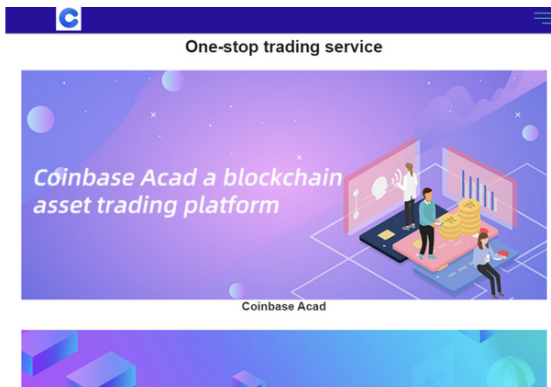 C
One-stop trading service
Coinbase Acad a blockchain
asset trading platform
Coinbase Acad